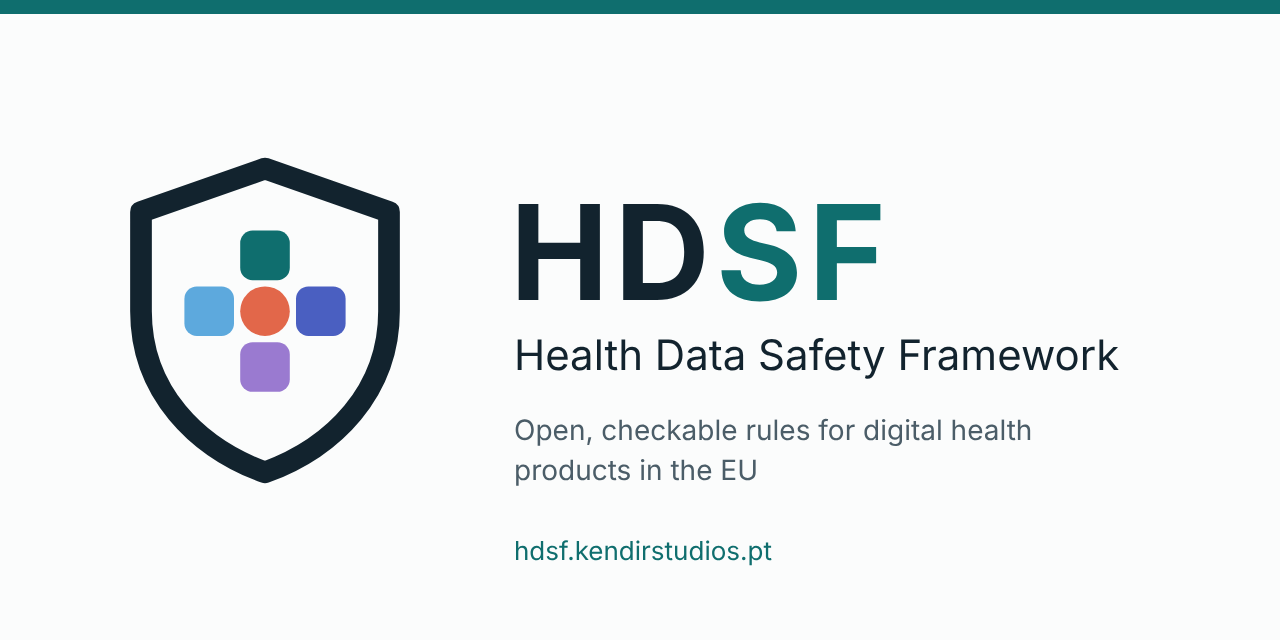 HDSF
Health Data Safety Framework
Open, checkable rules for digital health
products in the EU
hdsf.kendirstudios.pt